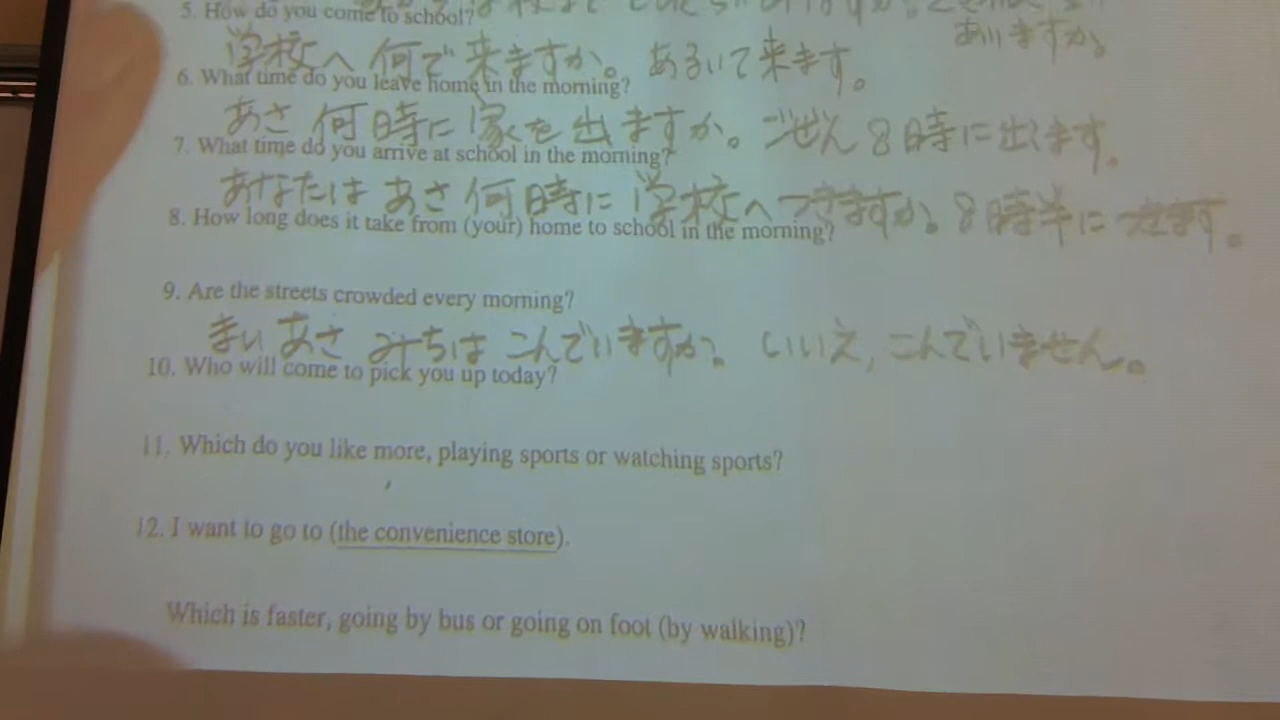 5. How do you come to school?
あいますか。
学校へ 何で 来ますか。 あるいて来ます。
6. What time do you leave home in the morning?
あさ 何時に 家を 出ますか。 ごぜん 8時に出ます。
7. What time do you arrive at school in the morning?
あなたは あさ 何時に 学校へ つきますか。 8時半に つきます。
8. How long does it take from (your) home to school in the morning?
9. Are the streets crowded every morning?
まいあさ みちは こんでいますか。 いいえ, こんでいません。
10. Who will come to pick you up today?
11. Which do you like more, playing sports or watching sports?
12. I want to go to (the convenience store).
Which is faster, going by bus or going on foot (by walking)?